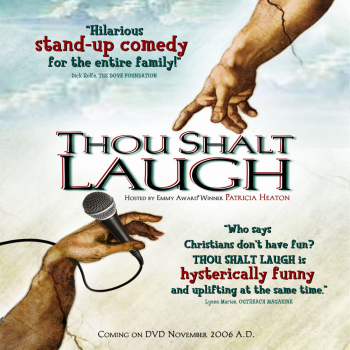 "Hilarious
stand-up comedy
for the entire family!"
Dick Rolfe, THE DOVE FOUNDATION
THOU SHALT
LAUGH
HOSTED BY EMMY AWARD® WINNER PATRICIA HEATON
"Who says
Christians don't have fun?
THOU SHALT LAUGH is
hysterically funny
and uplifting at the same time."
Lynne Marian, OUTREACH MAGAZINE
COMING ON DVD NOVEMBER 2006 A.D.